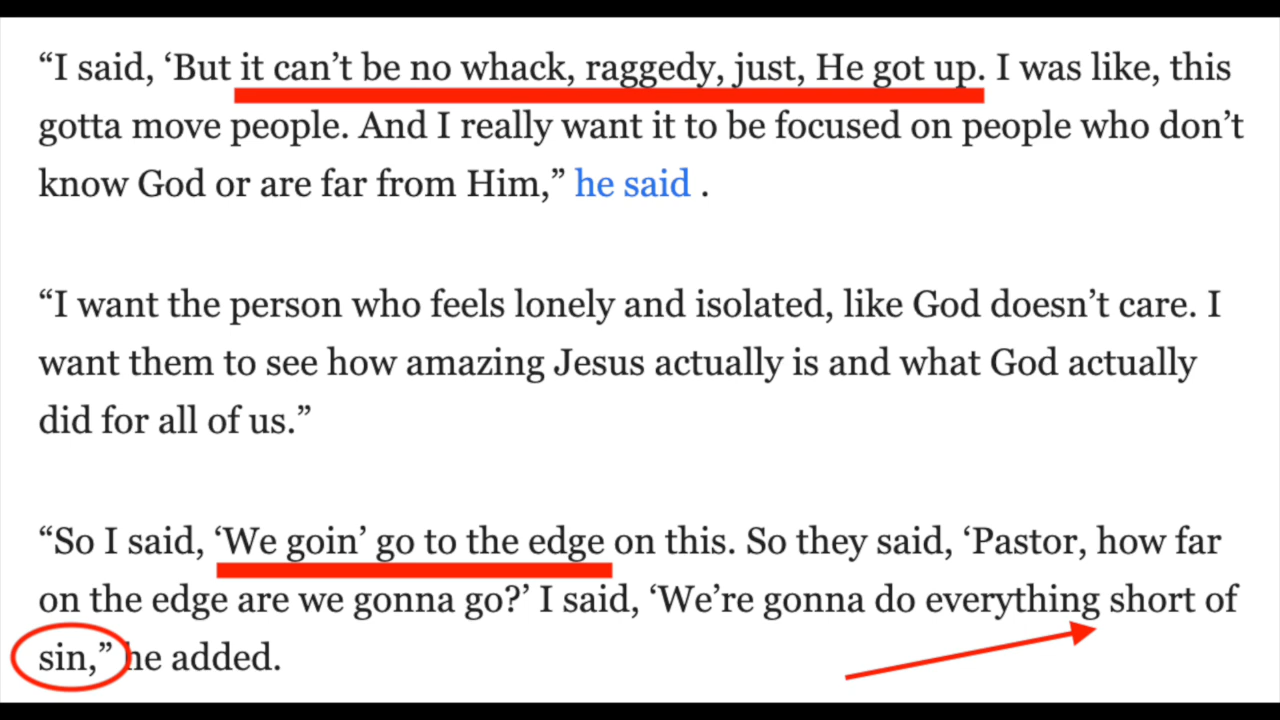 “I said, ‘But it can’t be no whack, raggedy, just, He got up. I was like, this
gotta move people. And I really want it to be focused on people who don’t
know God or are far from Him,” he said .
“I want the person who feels lonely and isolated, like God doesn’t care. I
want them to see how amazing Jesus actually is and what God actually
did for all of us.”
“So I said, ‘We goin’ go to the edge on this. So they said, ‘Pastor, how far
on the edge are we gonna go?’ I said, ‘We’re gonna do everything short of
sin,” he added.